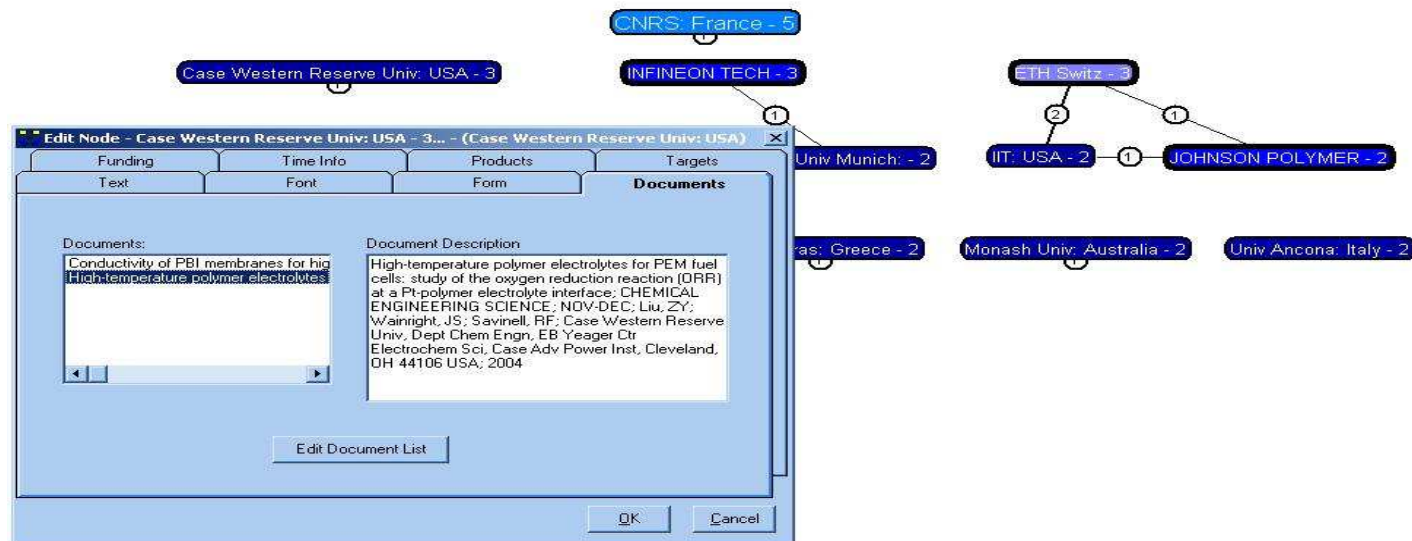 CNRS: France - 5
1
Case Western Reserve Univ: USA - 3
INFINEON TECH - 3
ETH Switz - 3
1
1
2
1
Edit Node - Case Western Reserve Univ: USA - 3... - (Case Western Reserve Univ: USA)
Univ Munich: - 2
IIT: USA - 2
1
JOHNSON POLYMER - 2
Funding
Time Info
Products
Targets
Text
Font
Form
Documents
Documents:
Conductivity of PBI membranes for hig
High-temperature polymer electrolytes
Document Description
High-temperature polymer electrolytes for PEM fuel
cells: study of the oxygen reduction reaction (ORR)
at a Pt-polymer electrolyte interface; CHEMICAL
ENGINEERING SCIENCE; NOV-DEC; Liu, ZY;
Wainright, JS; Savinell, RF; Case Western Reserve
Univ, Dept Chem Engn, EB Yeager Ctr
Electrochem Sci, Case Adv Power Inst, Cleveland,
OH 44106 USA; 2004
ras: Greece - 2
1
Monash Univ: Australia - 2
1
Univ Ancona: Italy - 2
Edit Document List
OK
Cancel